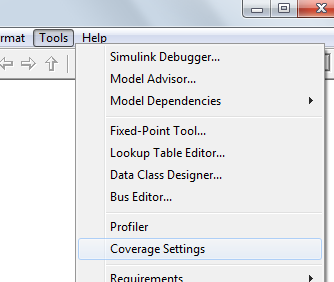 rmat Tools Help
Simulink Debugger...
Model Advisor...
Model Dependencies
Fixed-Point Tool...
Lookup Table Editor...
Data Class Designer...
Bus Editor...
Profiler
Coverage Settings
Requirements